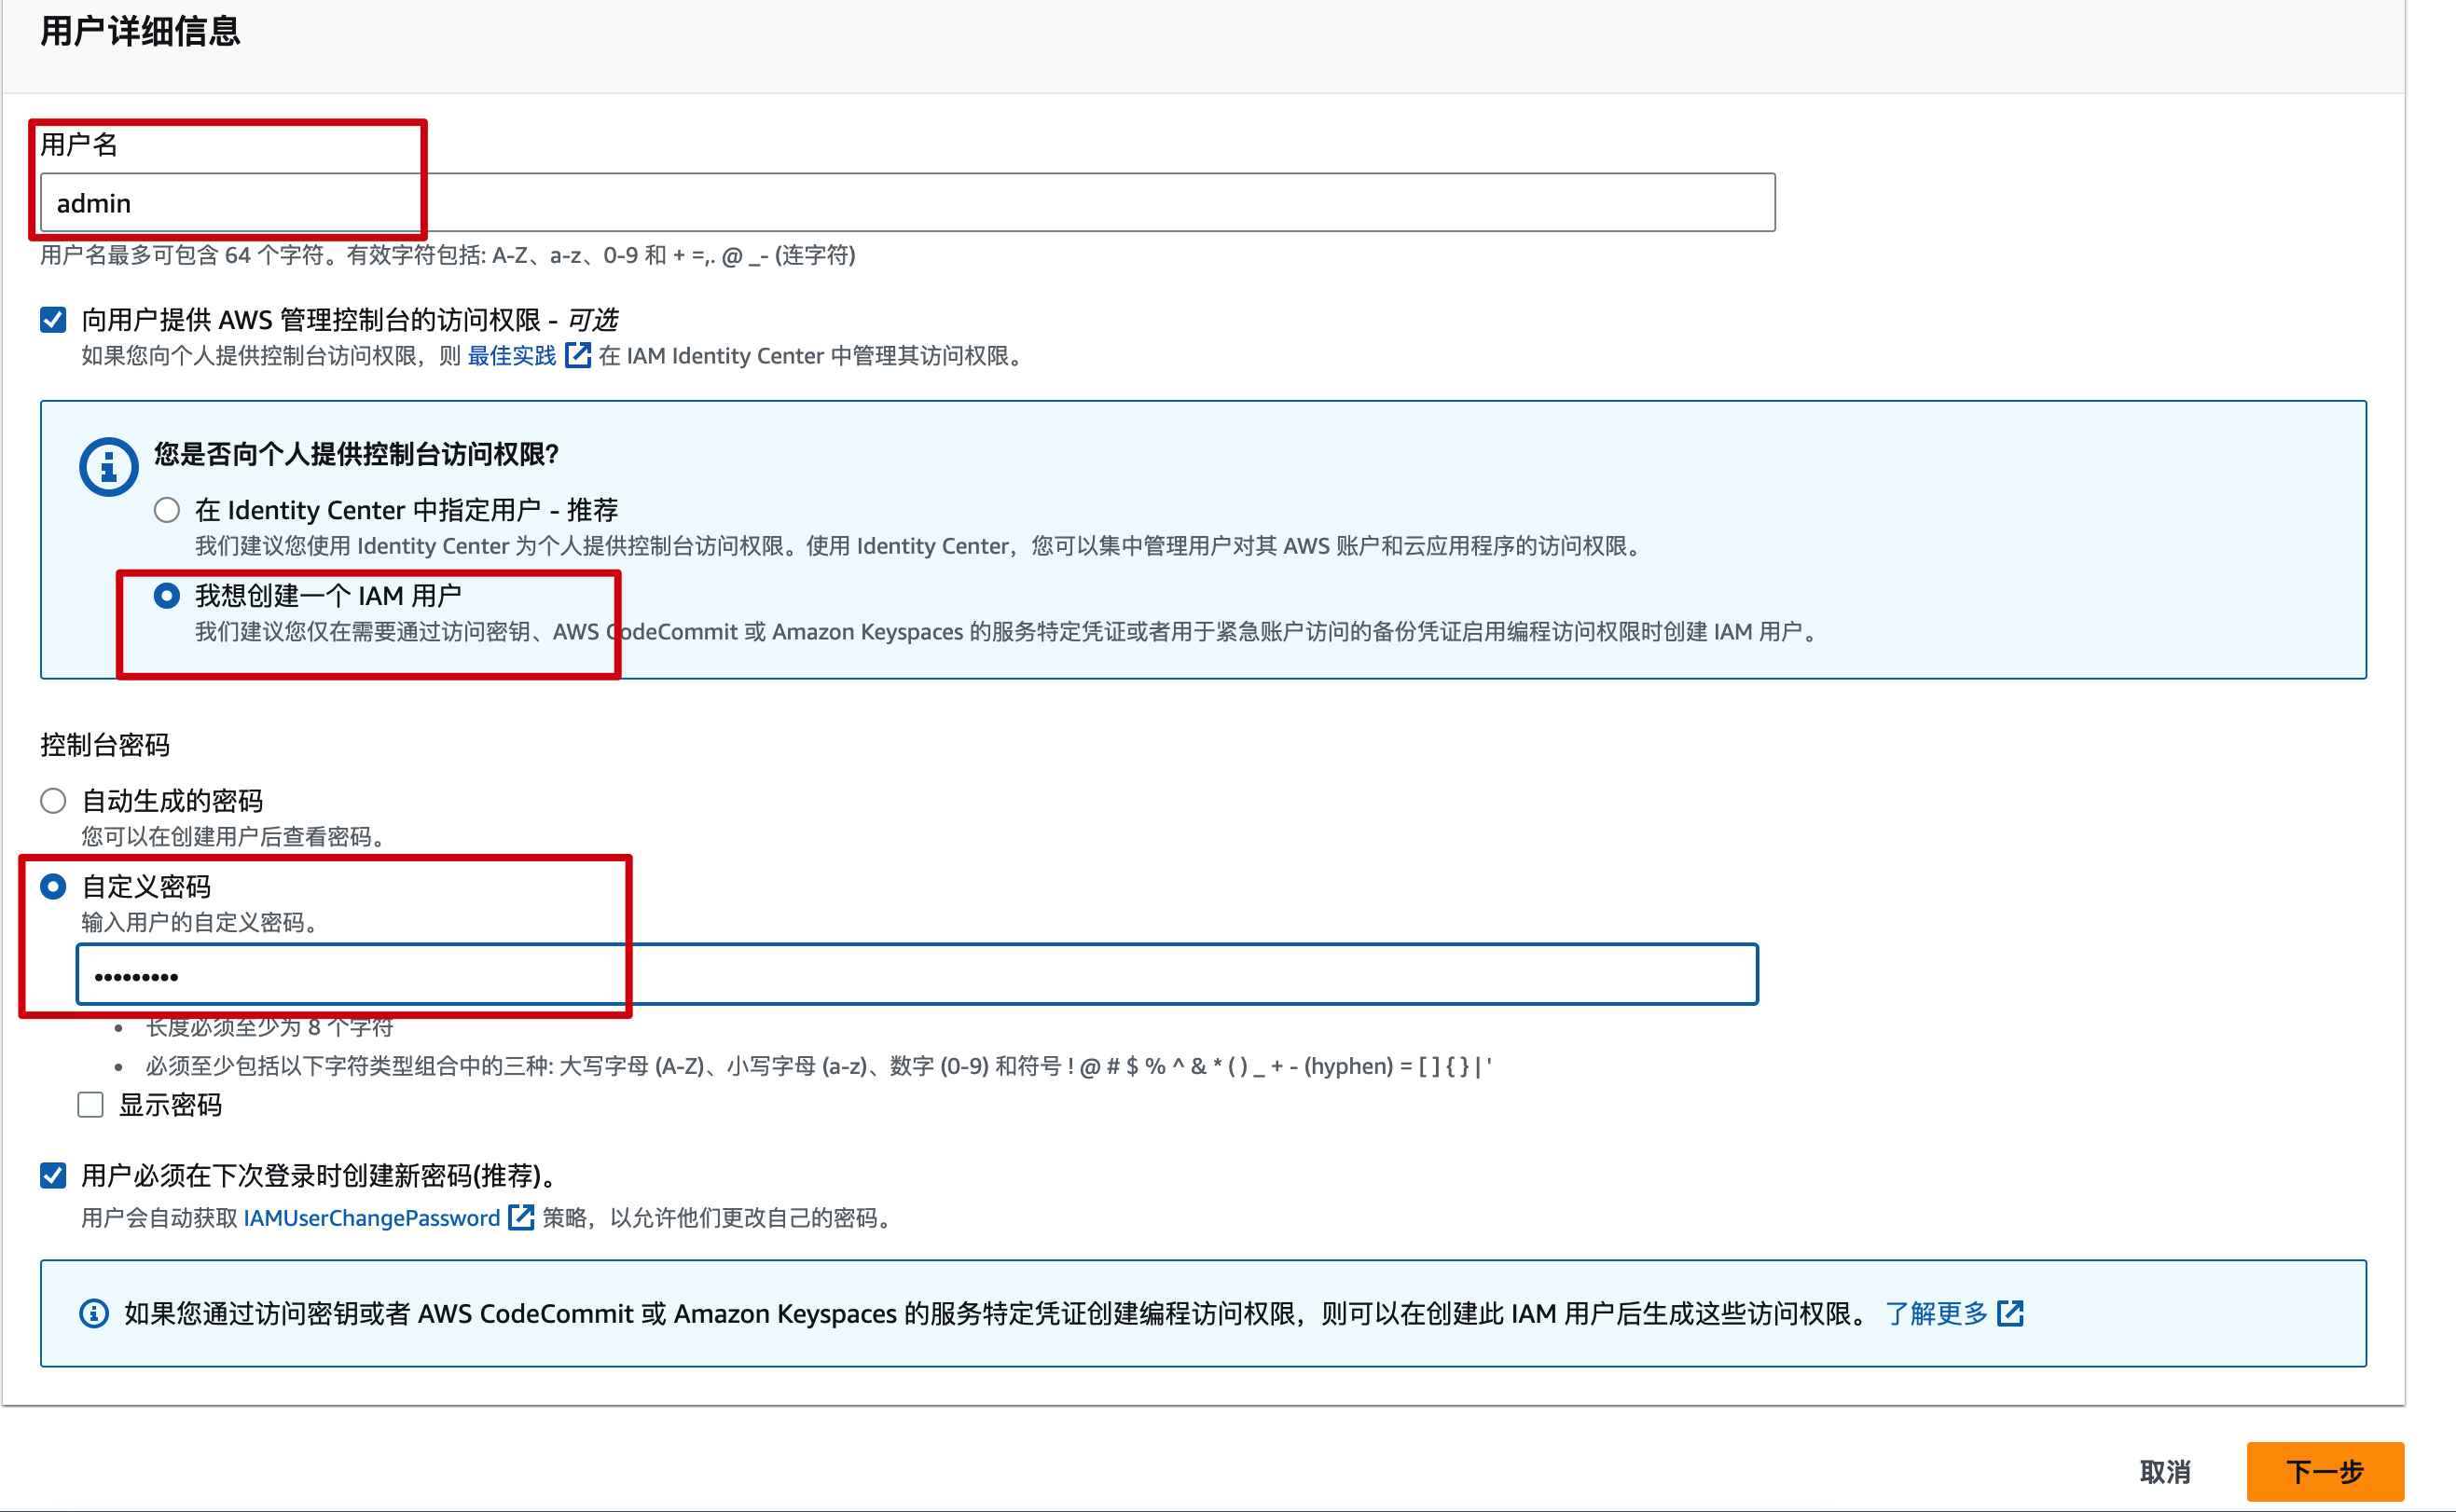 用户详细信息
用户名
admin
用户名最多可包含 64 个字符。有效字符包括: A-Z、a-z、0-9 和 + =,. @ _- (连字符)
向用户提供 AWS 管理控制台的访问权限 - 可选
如果您向个人提供控制台访问权限，则 最佳实践 在 IAM Identity Center 中管理其访问权限。
您是否向个人提供控制台访问权限?
在 Identity Center 中指定用户 - 推荐
我们建议您使用 Identity Center 为个人提供控制台访问权限。使用 Identity Center，您可以集中管理用户对其 AWS 账户和云应用程序的访问权限。
我想创建一个 IAM 用户
我们建议您仅在需要通过访问密钥、AWS CodeCommit 或 Amazon Keyspaces 的服务特定凭证或者用于紧急账户访问的备份凭证启用编程访问权限时创建 IAM 用户。
控制台密码
自动生成的密码
您可以在创建用户后查看密码。
自定义密码
输入用户的自定义密码。
•••••••••
• 长度必须至少为 8 个字符
• 必须至少包括以下字符类型组合中的三种: 大写字母 (A-Z)、小写字母 (a-z)、数字 (0-9) 和符号 ! @ # $ % ^ & * ( ) _ + - (hyphen) = [ ] { } | '
显示密码
用户必须在下次登录时创建新密码(推荐)。
用户会自动获取 IAMUserChangePassword 策略，以允许他们更改自己的密码。
如果您通过访问密钥或者 AWS CodeCommit 或 Amazon Keyspaces 的服务特定凭证创建编程访问权限，则可以在创建此 IAM 用户后生成这些访问权限。 了解更多
取消
下一步